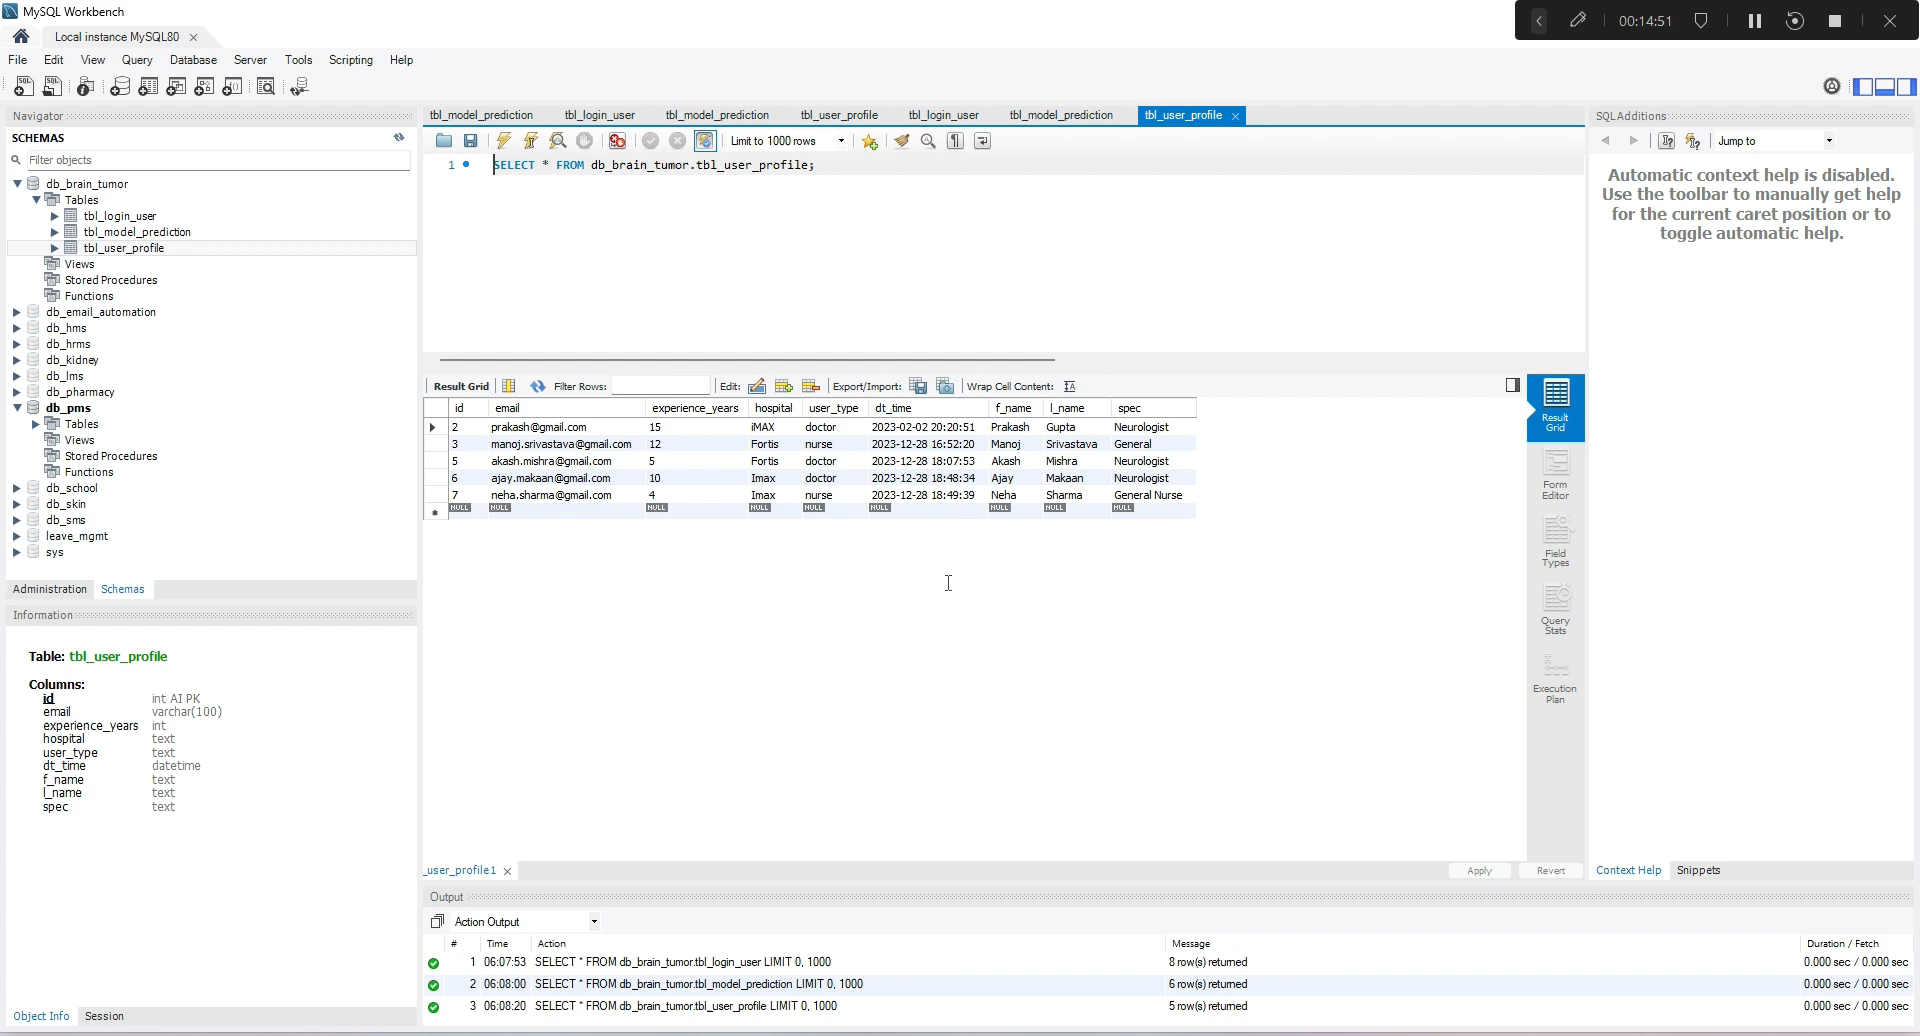 MySQL Workbench
00:14:51
Local instance MySQL80
File Edit View Query Database Server Tools Scripting Help
Navigator
SCHEMAS
Filter objects
db_brain_tumor
Tables
tbl_login_user
tbl_model_prediction
tbl_user_profile
Views
Stored Procedures
Functions
db_email_automation
db_hms
db_hrms
db_kidney
db_lms
db_pharmacy
db_pms
Tables
Views
Stored Procedures
Functions
db_school
db_skin
db_sms
leave_mgmt
sys
Administration Schemas
Information
Table: tbl_user_profile
Columns:
id int AI PK
email varchar(100)
experience_years int
hospital text
user_type text
dt_time datetime
f_name text
l_name text
spec text
Object Info Session
tbl_model_prediction tbl_login_user tbl_model_prediction tbl_user_profile tbl_login_user tbl_model_prediction tbl_user_profile
Limit to 1000 rows
1 SELECT * FROM db_brain_tumor.tbl_user_profile;
Result Grid Filter Rows: Edit: Export/Import: Wrap Cell Content:
id email experience_years hospital user_type dt_time f_name l_name spec
2 prakash@gmail.com 15 iMAX doctor 2023-02-02 20:20:51 Prakash Gupta Neurologist
3 manoj.srivastava@gmail.com 12 Fortis nurse 2023-12-28 16:52:20 Manoj Srivastava General
5 akash.mishra@gmail.com 5 Fortis doctor 2023-12-28 18:07:53 Akash Mishra Neurologist
6 ajay.makaan@gmail.com 10 Imax doctor 2023-12-28 18:48:34 Ajay Makaan Neurologist
7 neha.sharma@gmail.com 4 Imax nurse 2023-12-28 18:49:39 Neha Sharma General Nurse
NULL NULL NULL NULL NULL NULL NULL NULL NULL
Result
Grid
Form
Editor
Field
Types
Query
Stats
Execution
Plan
_user_profile1
Apply Revert
SQLAdditions
Jump to
Automatic context help is disabled.
Use the toolbar to manually get help
for the current caret position or to
toggle automatic help.
Context Help Snippets
Output
Action Output
# Time Action Message Duration / Fetch
1 06:07:53 SELECT * FROM db_brain_tumor.tbl_login_user LIMIT 0, 1000 8 row(s) returned 0.000 sec / 0.000 sec
2 06:08:00 SELECT * FROM db_brain_tumor.tbl_model_prediction LIMIT 0, 1000 6 row(s) returned 0.000 sec / 0.000 sec
3 06:08:20 SELECT * FROM db_brain_tumor.tbl_user_profile LIMIT 0, 1000 5 row(s) returned 0.000 sec / 0.000 sec